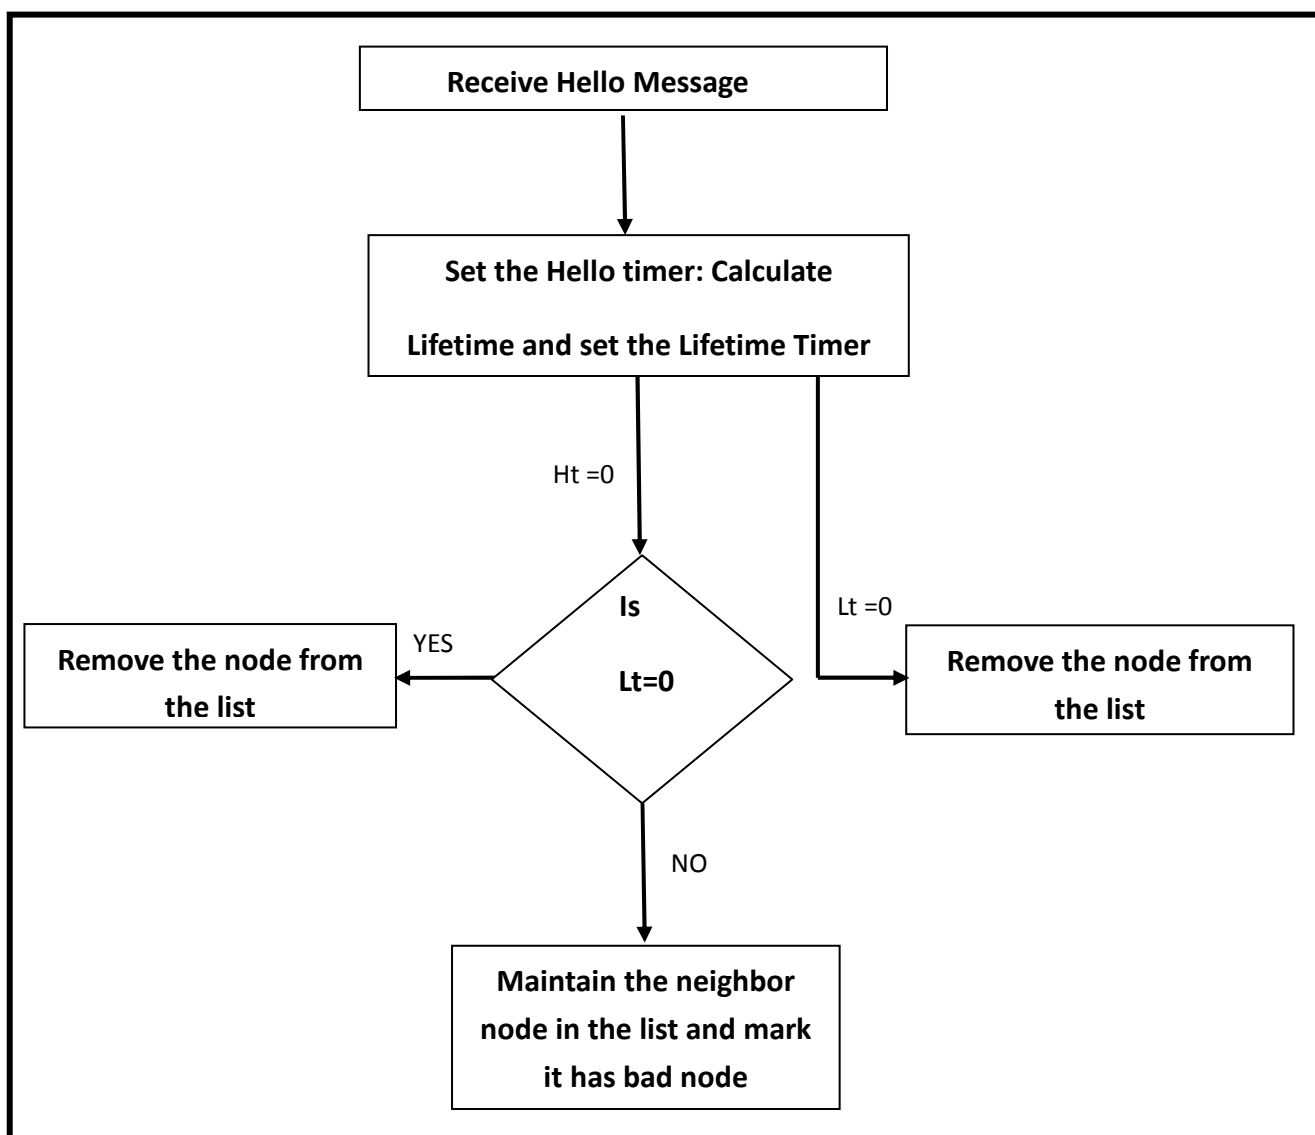 Receive Hello Message
Set the Hello timer: Calculate
Lifetime and set the Lifetime Timer
Ht =0
Is
Lt=0
Lt =0
YES
Remove the node from
the list
Remove the node from
the list
NO
Maintain the neighbor
node in the list and mark
it has bad node